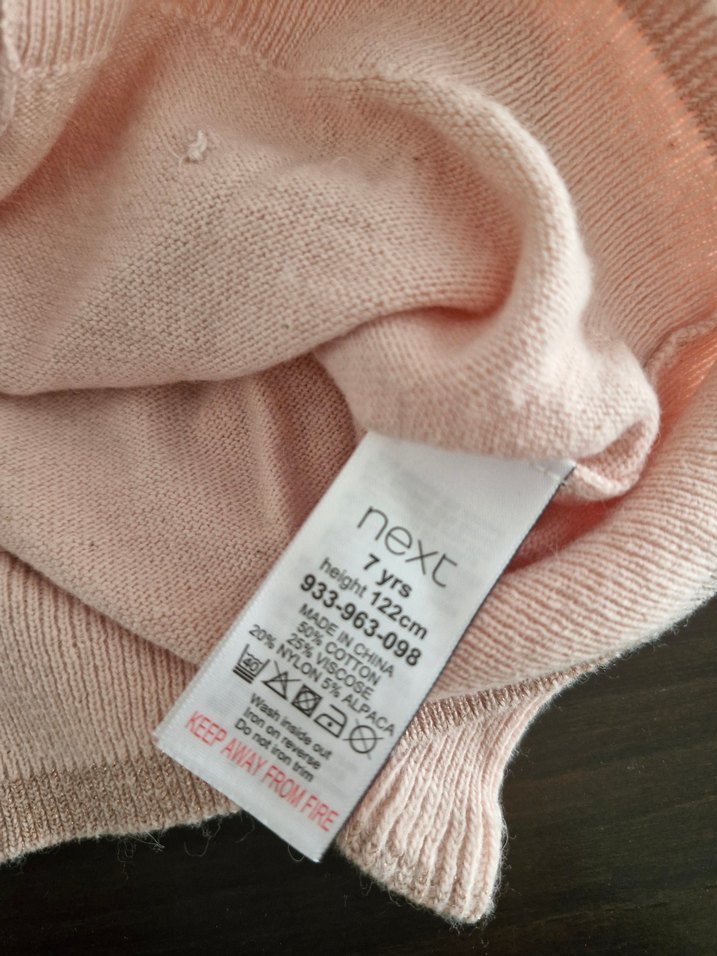 next
7 yrs
height 122cm
933-963-098
MADE IN CHINA
50% COTTON
25% VISCOSE
20% NYLON 5% ALPACA
40
Wash inside out
Iron on reverse
Do not iron trim
KEEP AWAY FROM FIRE